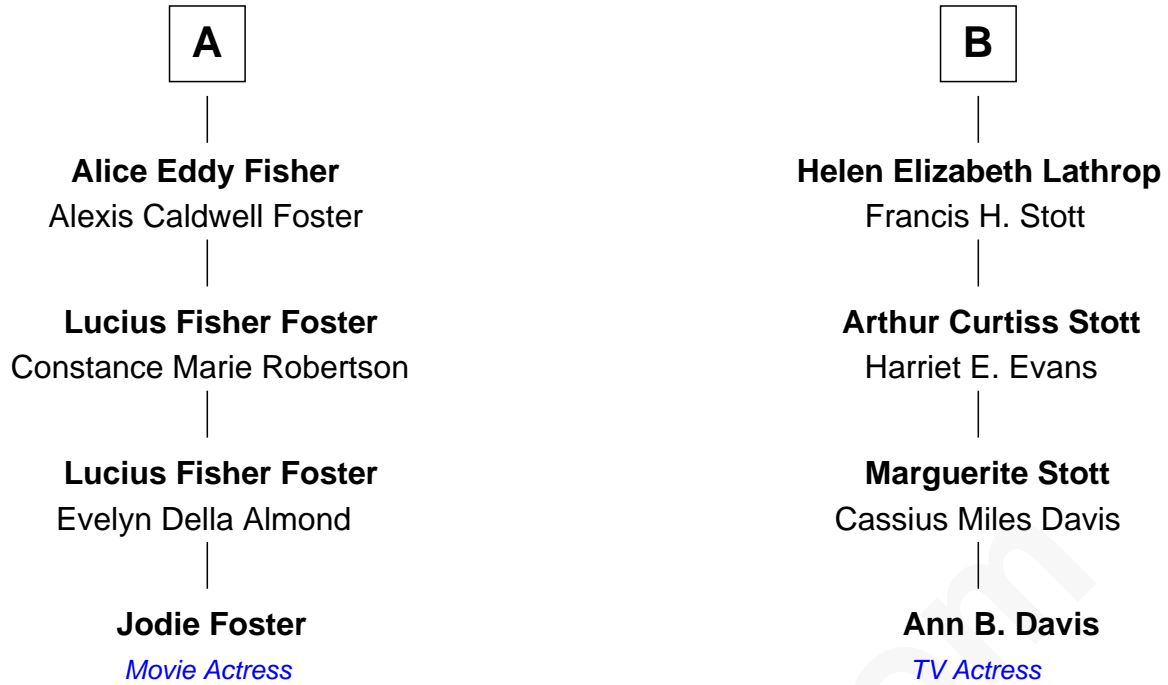 A
Alice Eddy Fisher
Alexis Caldwell Foster
Lucius Fisher Foster
Constance Marie Robertson
Lucius Fisher Foster
Evelyn Della Almond
Jodie Foster
Movie Actress
B
Helen Elizabeth Lathrop
Francis H. Stott
Arthur Curtiss Stott
Harriet E. Evans
Marguerite Stott
Cassius Miles Davis
Ann B. Davis
TV Actress